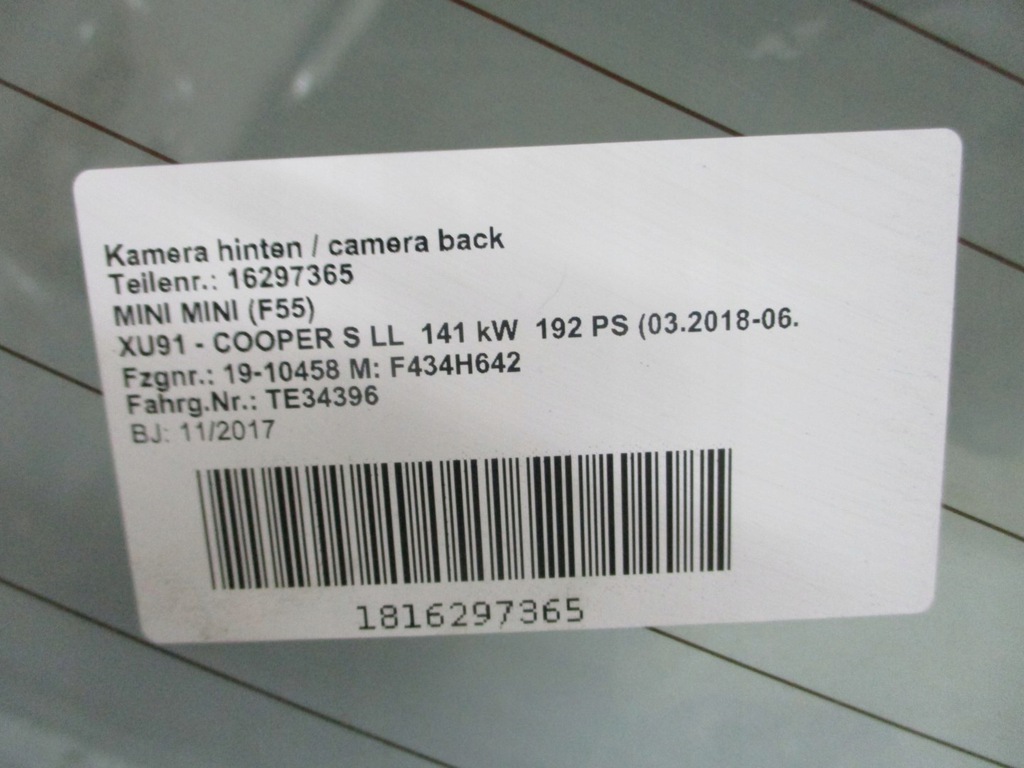 Kamera hinten / camera back
Teilenr.: 16297365
MINI MINI (F55)
XU91 - COOPER S LL 141 kW 192 PS (03.2018-06.
Fzgnr.: 19-10458 M: F434H642
Fahrg.Nr.: TE34396
BJ: 11/2017
1816297365